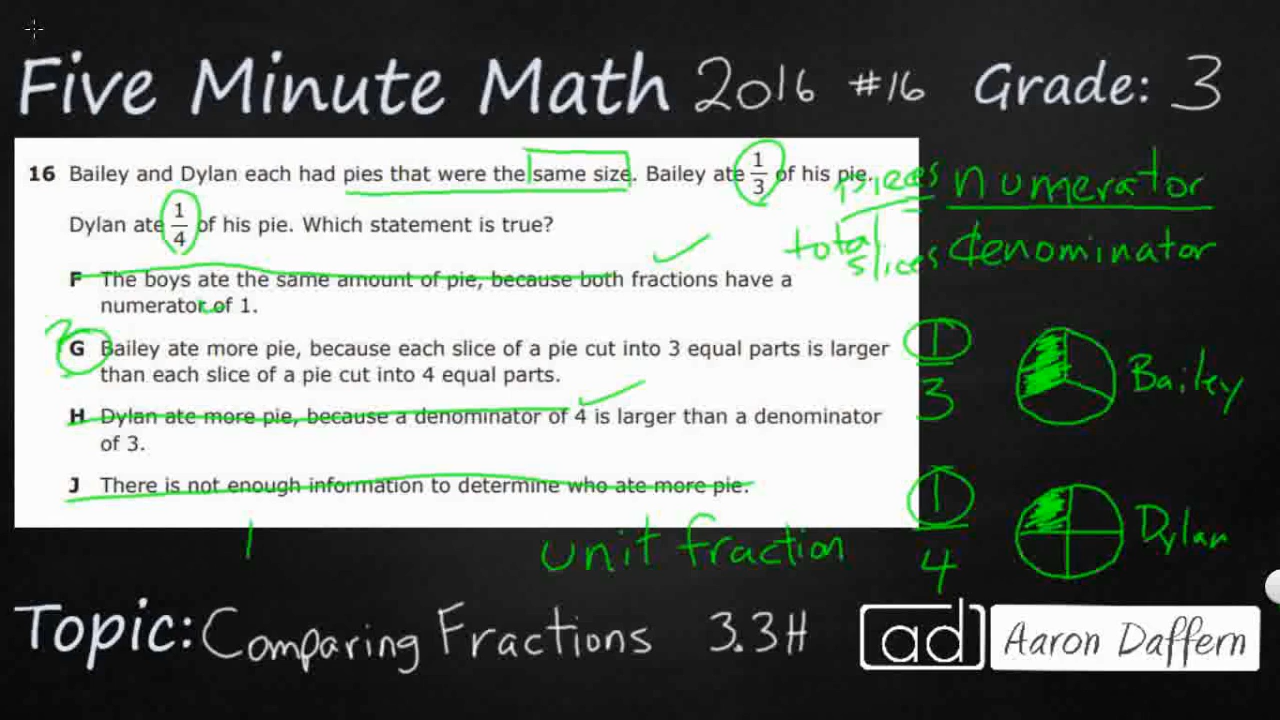 Five Minute Math 2016 #16 Grade: 3
16 Bailey and Dylan each had pies that were the same size. Bailey ate 1/3 of his pie.
Dylan ate 1/4 of his pie. Which statement is true?
F The boys ate the same amount of pie, because both fractions have a
numerator of 1.
G Bailey ate more pie, because each slice of a pie cut into 3 equal parts is larger
than each slice of a pie cut into 4 equal parts.
H Dylan ate more pie, because a denominator of 4 is larger than a denominator
of 3.
J There is not enough information to determine who ate more pie.
pieces numerator
total slices denominator
1/3 Bailey
1/4 Dylan
unit fraction
Topic: Comparing Fractions 3.3H
ad Aaron Daffern